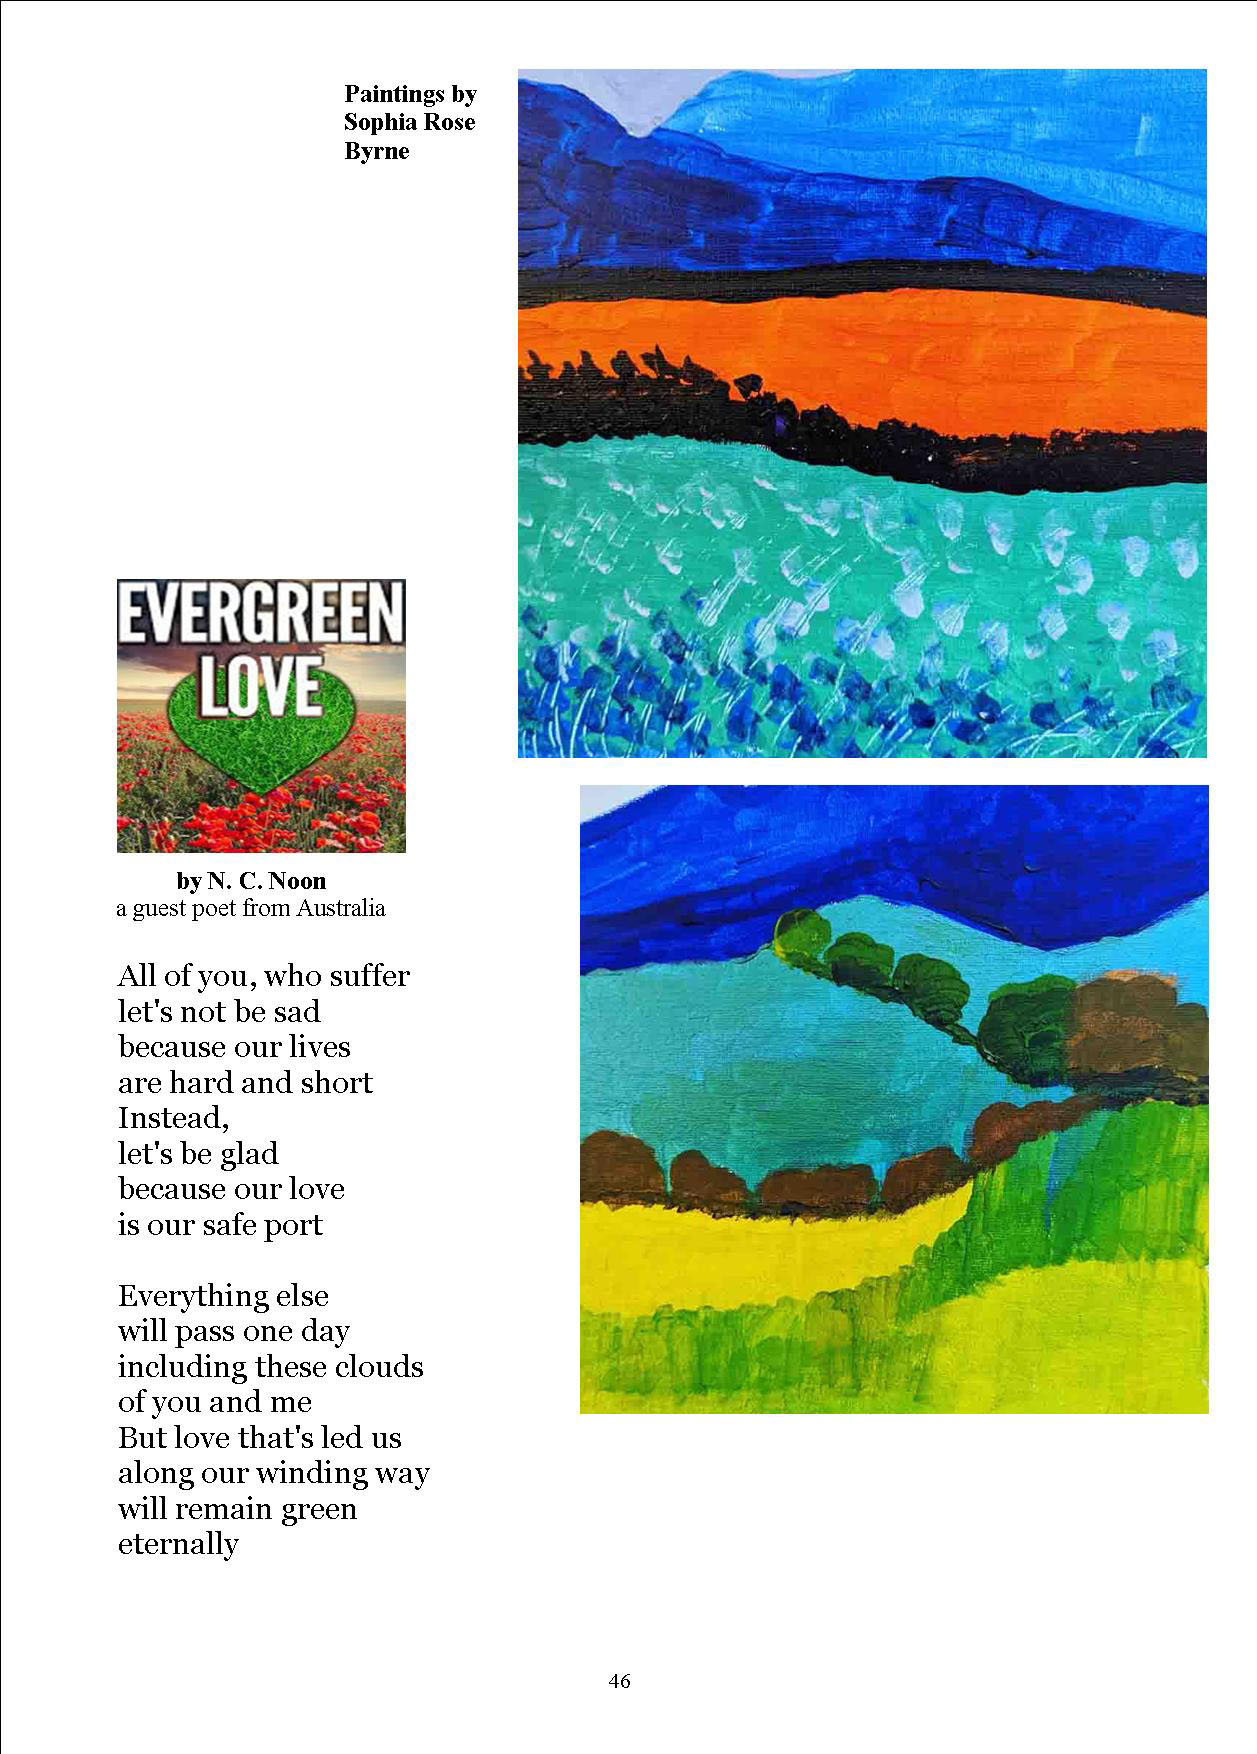 Paintings by
Sophia Rose
Byrne
EVERGREEN
LOVE
by N. C. Noon
a guest poet from Australia
All of you, who suffer
let's not be sad
because our lives
are hard and short
Instead,
let's be glad
because our love
is our safe port
Everything else
will pass one day
including these clouds
of you and me
But love that's led us
along our winding way
will remain green
eternally
46